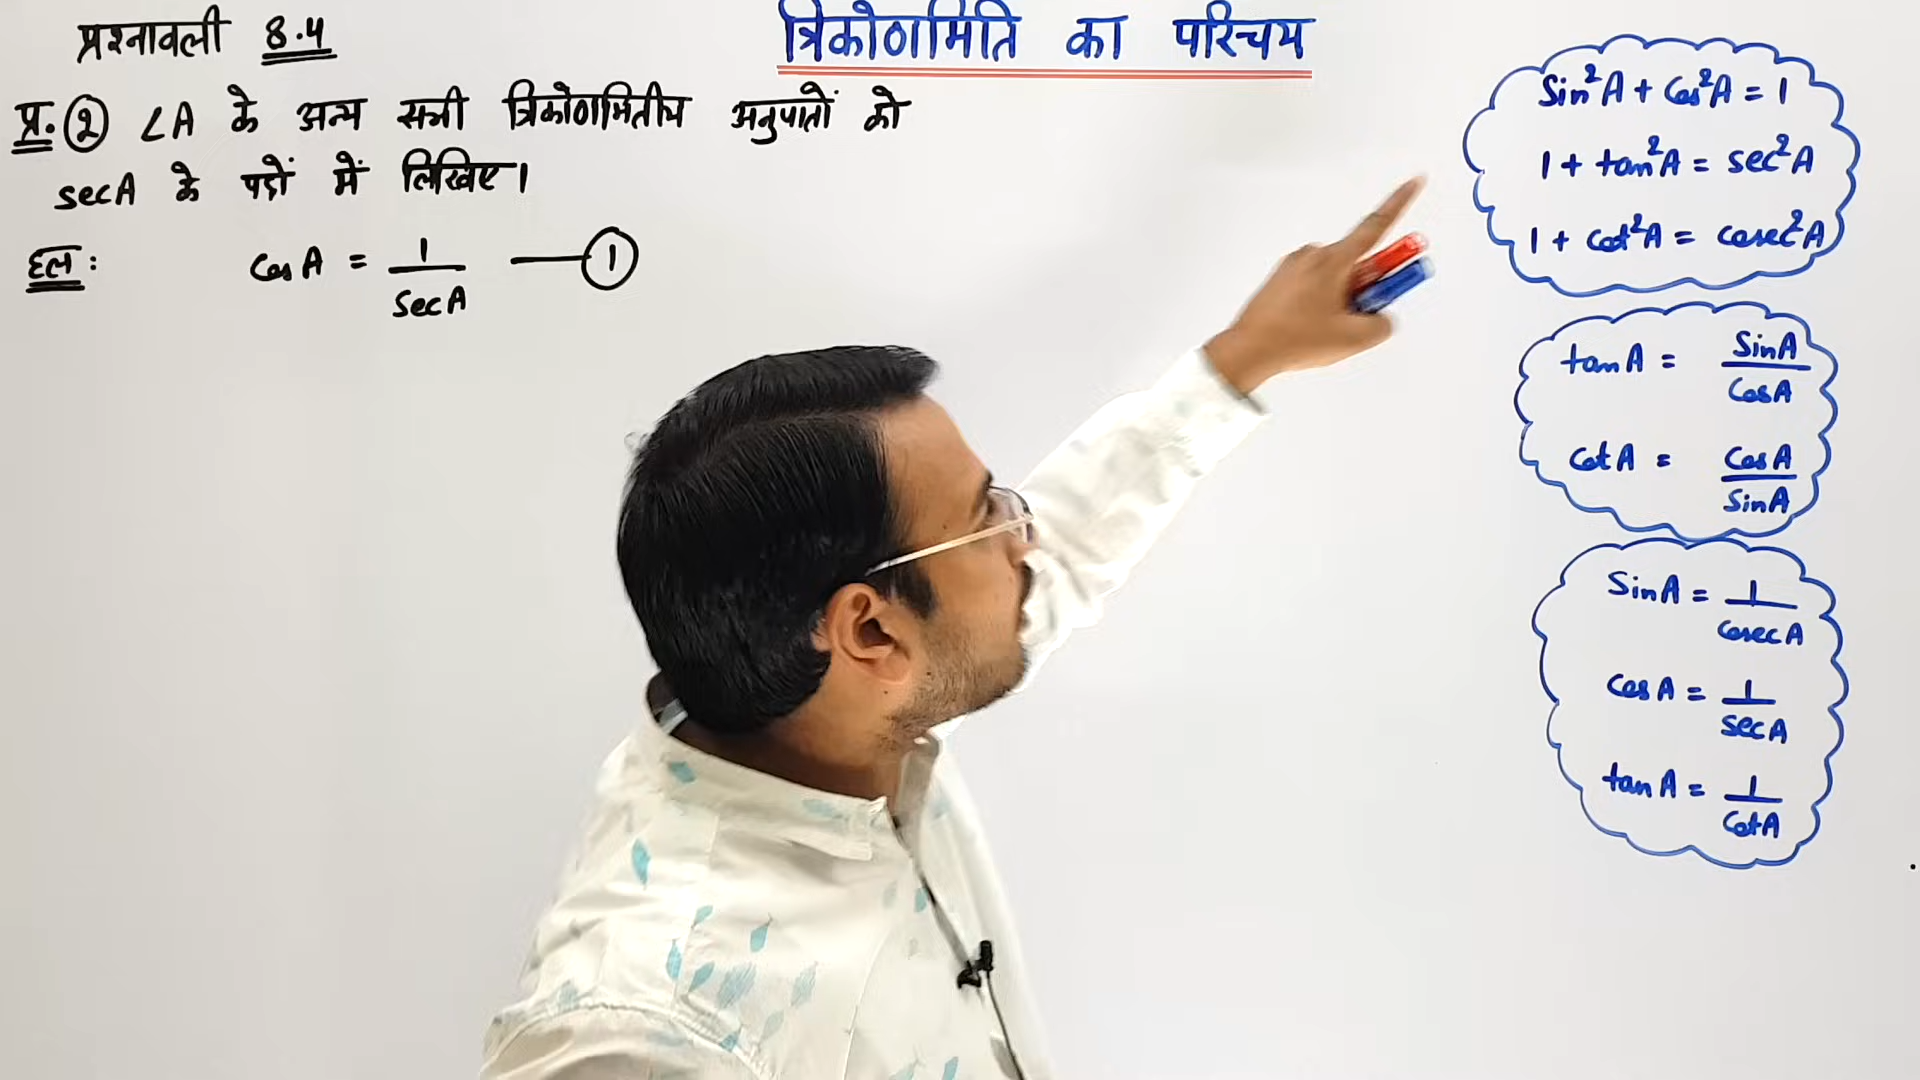 प्रश्नावली 8.4
त्रिकोणमिति का परिचय
प्र. ② ∠A के अन्य सभी त्रिकोणमितीय अनुपातों को
secA के पदों में लिखिए।
हल :
cosA = 1/secA —— ①
Sin²A + Cos²A = 1
1 + tan²A = sec²A
1 + cot²A = cosec²A
tanA = SinA/CosA
cotA = CosA/SinA
SinA = 1/cosecA
cosA = 1/secA
tanA = 1/cotA